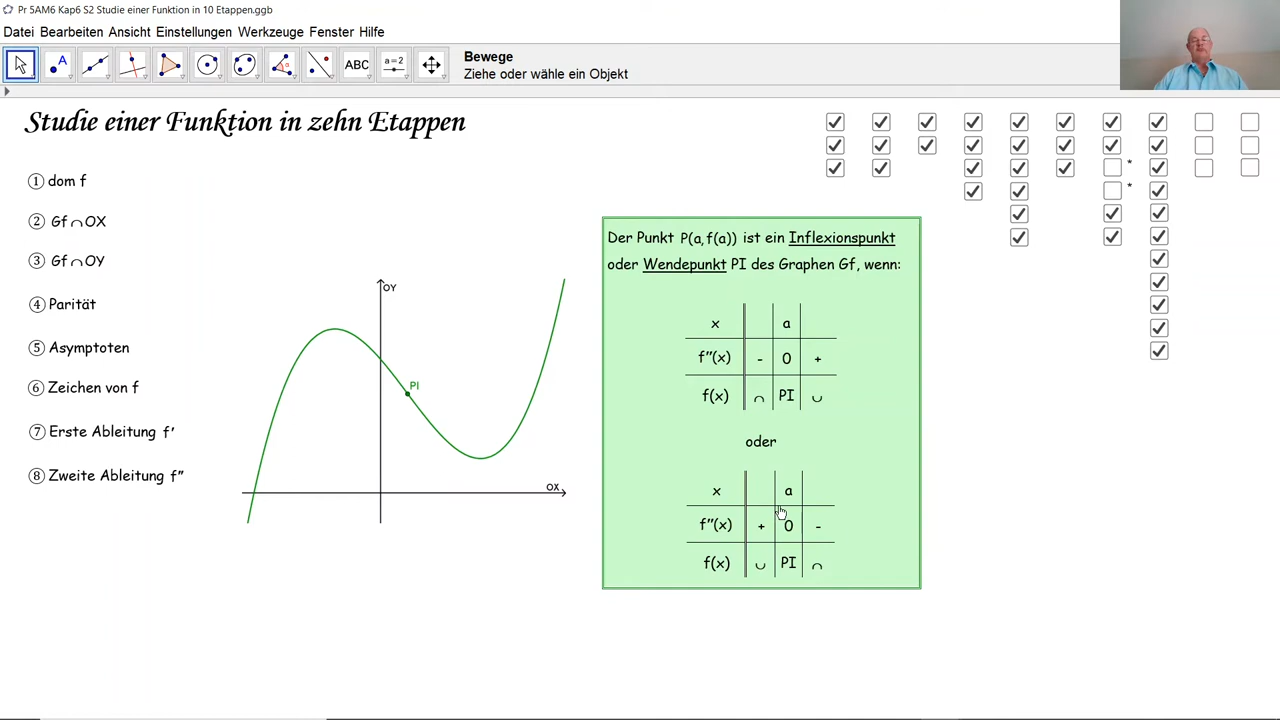 Pr 5AM6 Kap6 S2 Studie einer Funktion in 10 Etappen.ggb
Datei Bearbeiten Ansicht Einstellungen Werkzeuge Fenster Hilfe
A
ABC
a=2
Bewege
Ziehe oder wähle ein Objekt
Studie einer Funktion in zehn Etappen
① dom f
② Gf∩OX
③ Gf∩OY
④ Parität
⑤ Asymptoten
⑥ Zeichen von f
⑦ Erste Ableitung f'
⑧ Zweite Ableitung f"
OY
PI
OX
*
*
Der Punkt P(a,f(a)) ist ein Inflexionspunkt
oder Wendepunkt PI des Graphen Gf, wenn:
x a
f"(x) - 0 +
f(x) ∩ PI ∪
oder
x a
f"(x) + 0 -
f(x) ∪ PI ∩